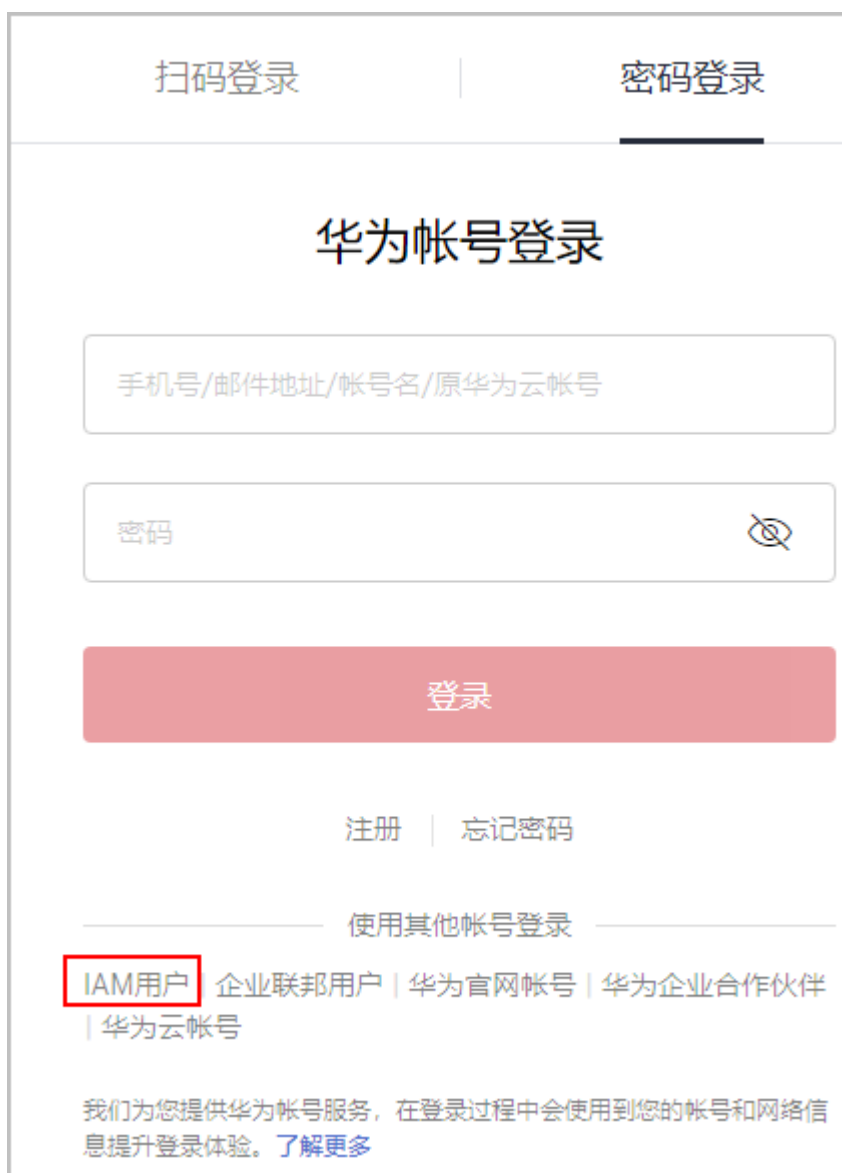 扫码登录 密码登录
华为帐号登录
手机号/邮件地址/帐号名/原华为云帐号
密码
登录
注册 | 忘记密码
使用其他帐号登录
IAM用户 | 企业联邦用户 | 华为官网帐号 | 华为企业合作伙伴
| 华为云帐号
我们为您提供华为帐号服务，在登录过程中会使用到您的帐号和网络信
息提升登录体验。了解更多